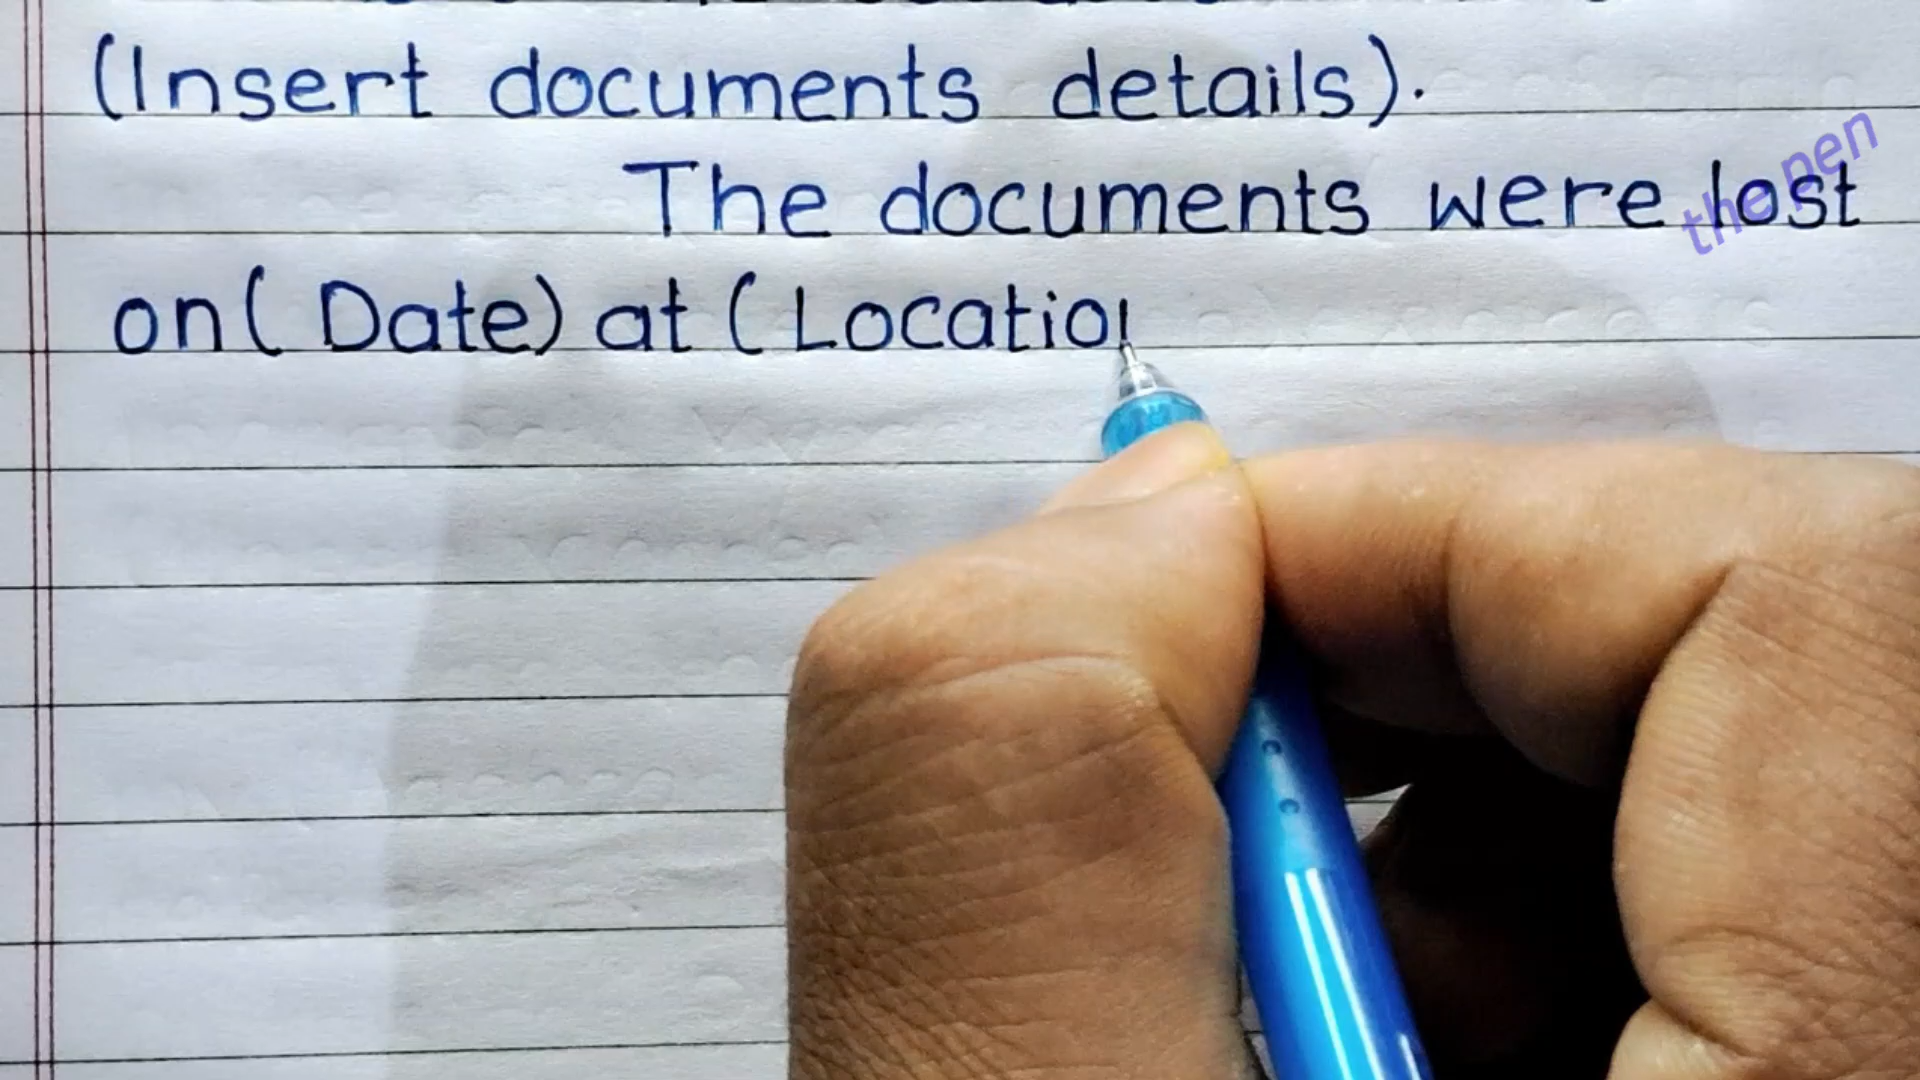 (Insert documents details).
The documents were lost
on( Date) at ( Locatio
the pen